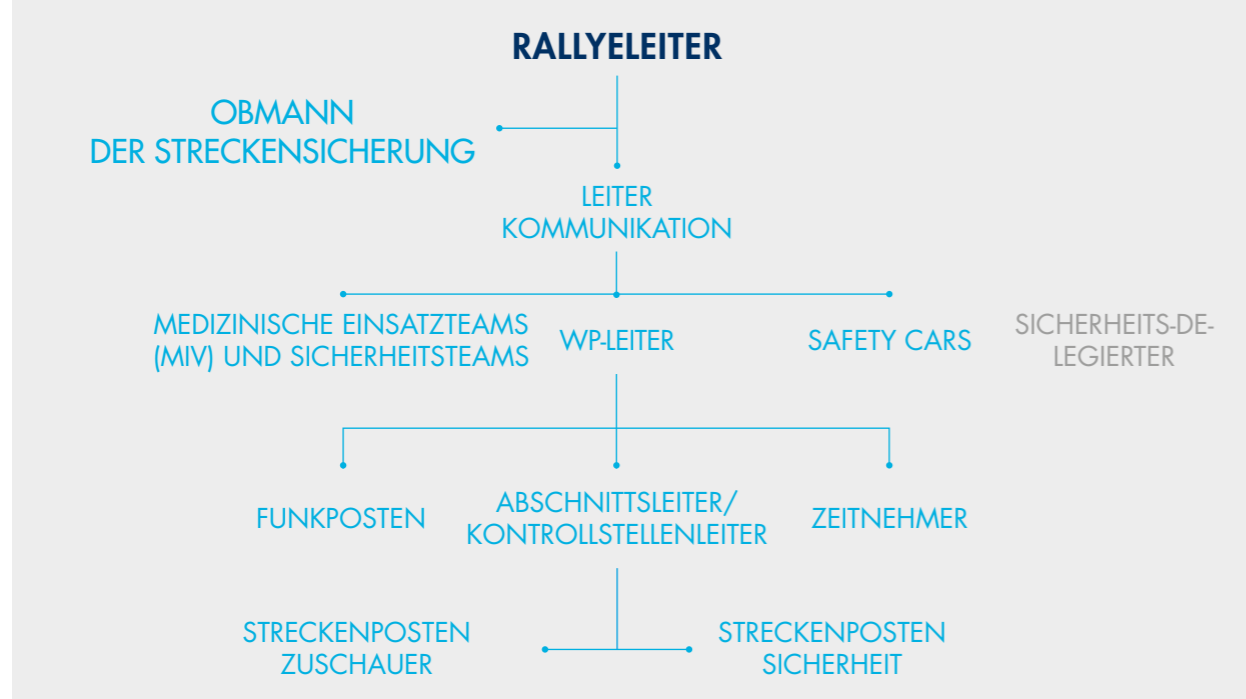 RALLYELEITER
OBMANN
DER STRECKENSICHERUNG
LEITER
KOMMUNIKATION
MEDIZINISCHE EINSATZTEAMS
(MIV) UND SICHERHEITSTEAMS
WP-LEITER
SAFETY CARS
SICHERHEITS-DE-
LEGIERTER
FUNKPOSTEN
ABSCHNITTSLEITER/
KONTROLLSTELLENLEITER
ZEITNEHMER
STRECKENPOSTEN
ZUSCHAUER
STRECKENPOSTEN
SICHERHEIT